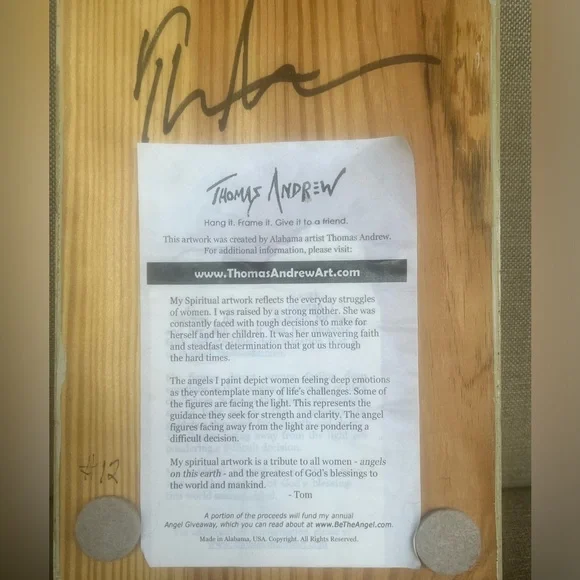 THOMAS ANDREW
Hang it. Frame it. Give it to a friend.
This artwork was created by Alabama artist Thomas Andrew.
For additional information, please visit:
www.ThomasAndrewArt.com
My Spiritual artwork reflects the everyday struggles
of women. I was raised by a strong mother. She was
constantly faced with tough decisions to make for
herself and her children. It was her unwavering faith
and steadfast determination that got us through
the hard times.
The angels I paint depict women feeling deep emotions
as they contemplate many of life's challenges. Some of
the figures are facing the light. This represents the
guidance they seek for strength and clarity. The angel
figures facing away from the light are pondering a
difficult decision.
My spiritual artwork is a tribute to all women - angels
on this earth - and the greatest of God's blessings to
the world and mankind.
- Tom
#12
A portion of the proceeds will fund my annual
Angel Giveaway, which you can read about at www.BeTheAngel.com.
Made in Alabama, USA. Copyright. All Rights Reserved.